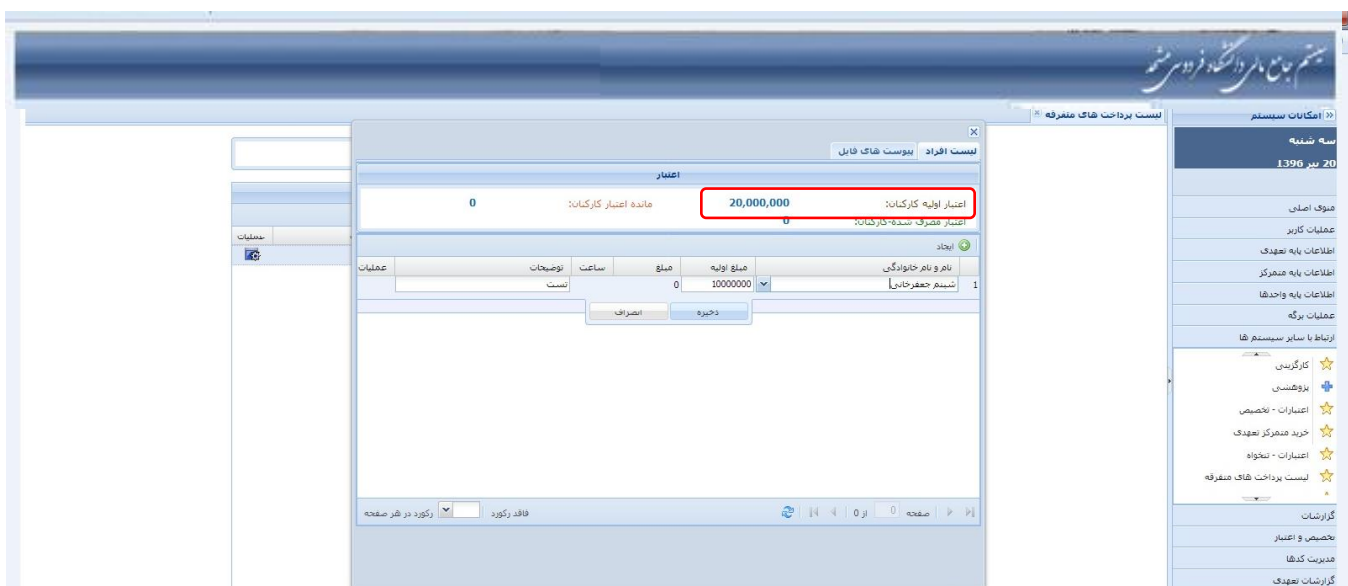 سیستم جامع مالی دانشگاه فردوسی مشهد
امکانات سیستم
سه شنبه
20 تیر 1396
منوی اصلی
عملیات کاربر
اطلاعات پایه تعهدی
اطلاعات پایه متمرکز
اطلاعات پایه واحدها
عملیات برگه
ارتباط با سایر سیستم ها
کارگزینی
پژوهشی
اعتبارات - تخصیص
خرید متمرکز تعهدی
اعتبارات - تنخواه
لیست پرداخت های متفرقه
گزارشات
تخصیص و اعتبار
مدیریت کدها
گزارشات تعهدی
لیست پرداخت های متفرقه
لیست افراد پیوست های فایل
اعتبار
اعتبار اولیه کارکنان: 20,000,000 مانده اعتبار کارکنان: 0
اعتبار مصرف شده-کارکنان: 0
ایجاد
نام و نام خانوادگی مبلغ اولیه مبلغ ساعت توضیحات عملیات
1 شبنم جعفرخانی 10000000 0 تست
ذخیره انصراف
صفحه 0 از 0 فاقد رکورد رکورد در هر صفحه
عملیات